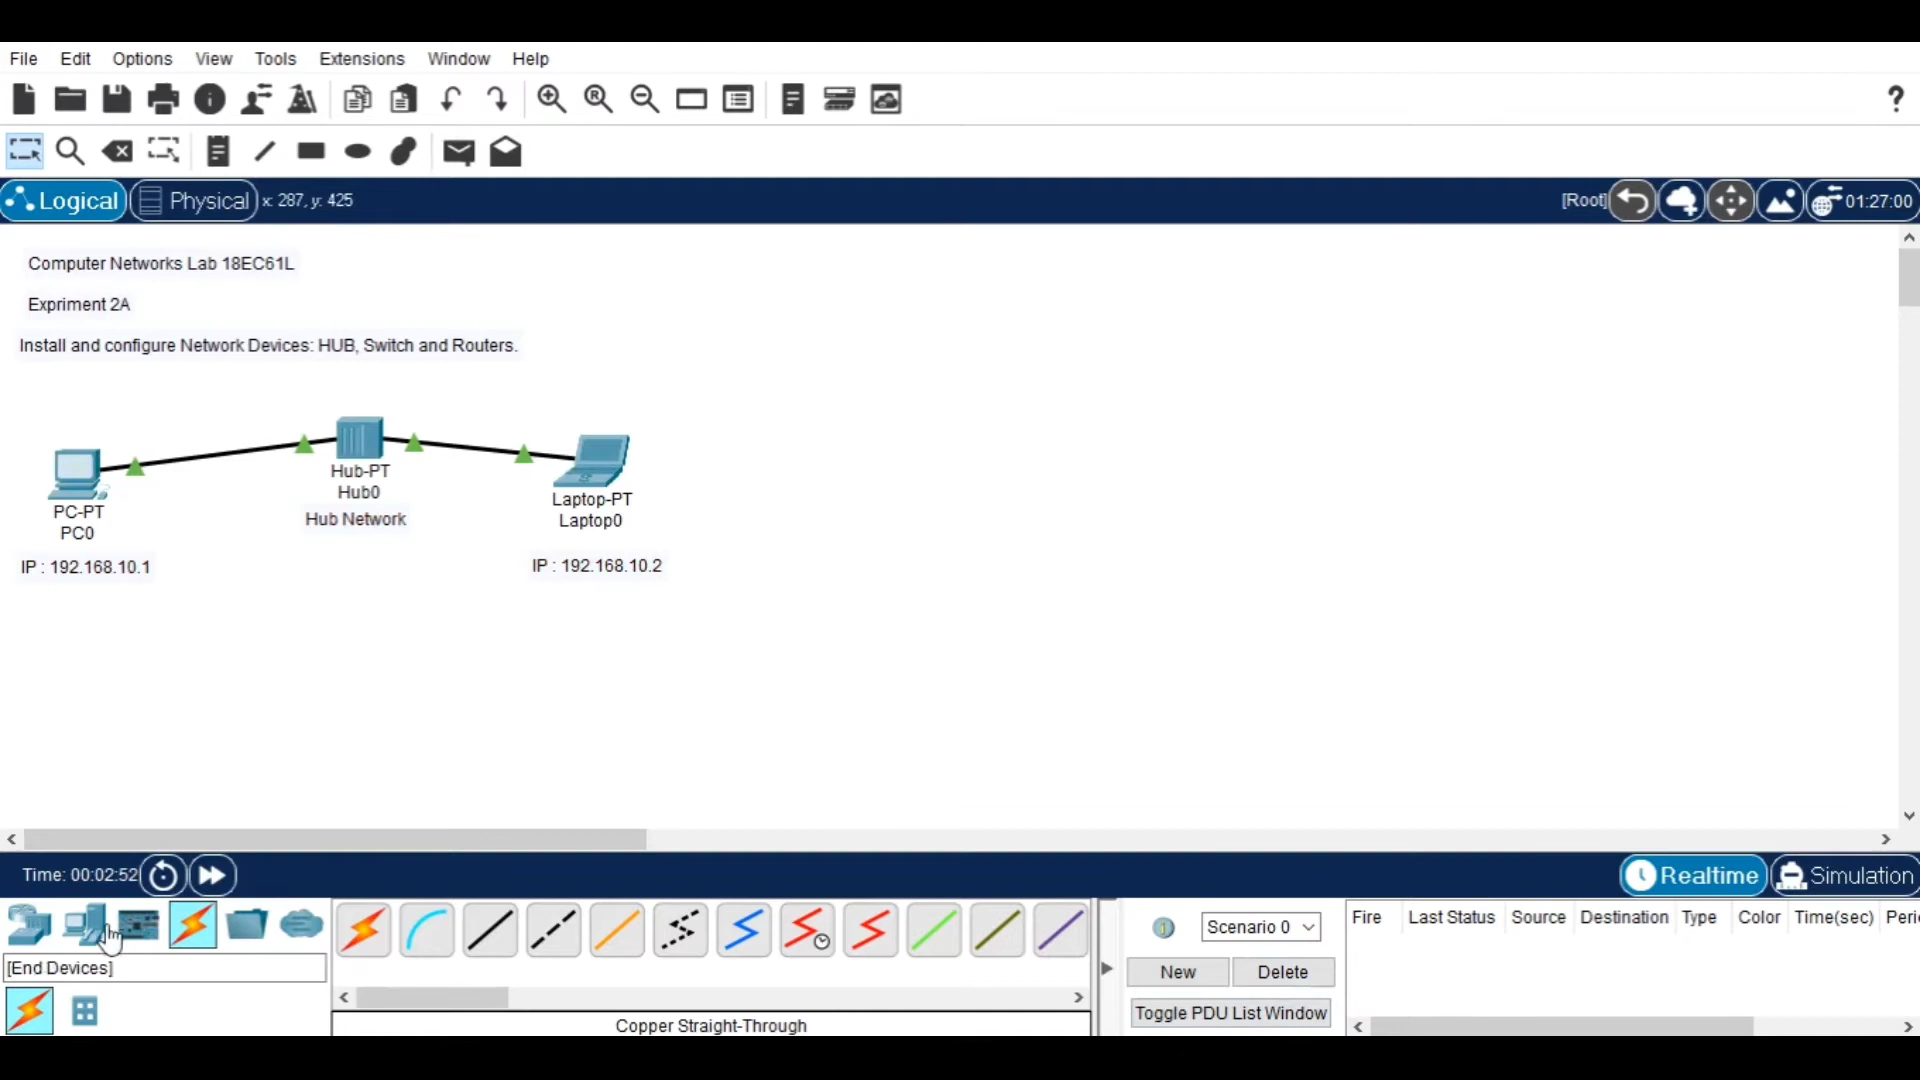 File Edit Options View Tools Extensions Window Help
?
Logical Physical x: 287, y: 425 [Root] 01:27:00
Computer Networks Lab 18EC61L
Expriment 2A
Install and configure Network Devices: HUB, Switch and Routers.
Hub-PT
Hub0
Hub Network
PC-PT
PC0
IP : 192.168.10.1
Laptop-PT
Laptop0
IP : 192.168.10.2
Time: 00:02:52 Realtime Simulation
[End Devices]
Copper Straight-Through
Scenario 0
New Delete
Toggle PDU List Window
Fire Last Status Source Destination Type Color Time(sec) Peri